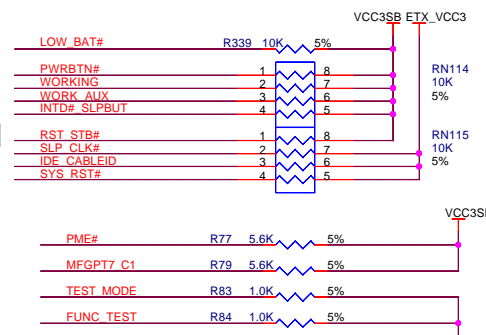 VCC3SB ETX_VCC3
LOW_BAT# R339 10K 5%
PWRBTN# 1 8 RN114
WORKING 2 7 10K
WORK_AUX 3 6 5%
INTD#_SLPBUT 4 5
RST_STB# 1 8 RN115
SLP_CLK# 2 7 10K
IDE_CABLEID 3 6 5%
SYS_RST# 4 5
PME# R77 5.6K 5%
MFGPT7_C1 R79 5.6K 5%
TEST_MODE R83 1.0K 5%
FUNC_TEST R84 1.0K 5%